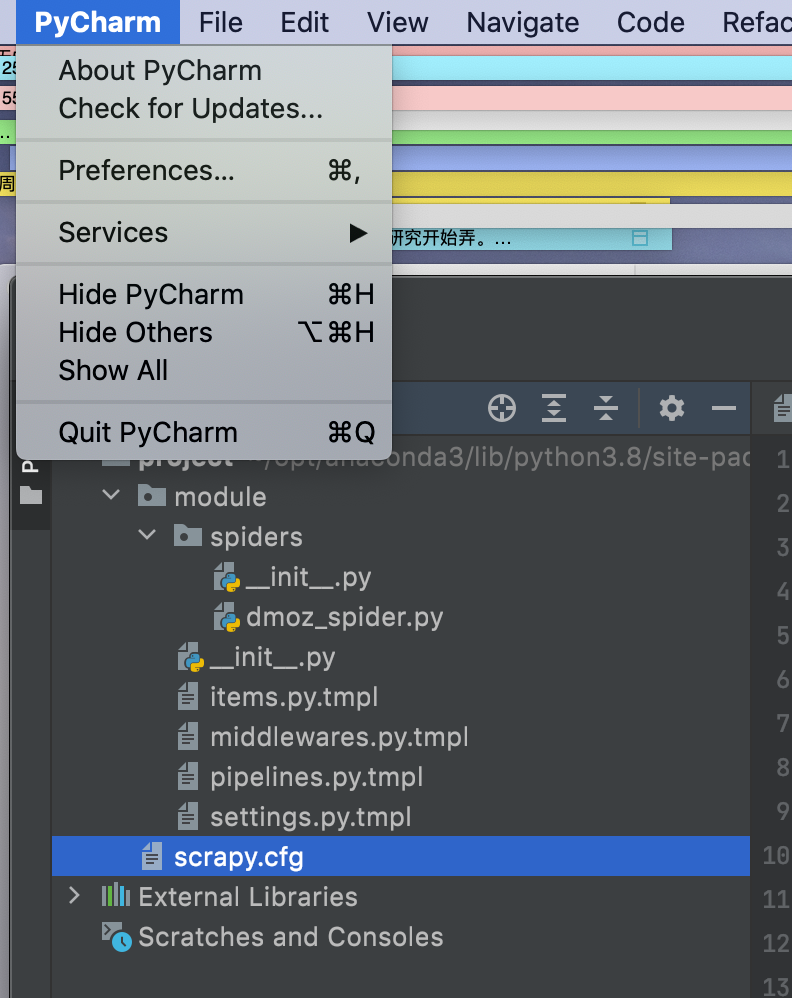 PyCharm File Edit View Navigate Code Refac
About PyCharm
25
Check for Updates...
55
..
Preferences... ⌘,
周
Services ▶
研究开始弄。...
Hide PyCharm ⌘H
Hide Others ⌥⌘H
Show All
Quit PyCharm ⌘Q
P
project ~/opt/anaconda3/lib/python3.8/site-pac 1
module 2
spiders 3
__init__.py 4
dmoz_spider.py 5
__init__.py 6
items.py.tmpl 7
middlewares.py.tmpl 8
pipelines.py.tmpl 9
settings.py.tmpl 10
scrapy.cfg 11
External Libraries 12
Scratches and Consoles 13